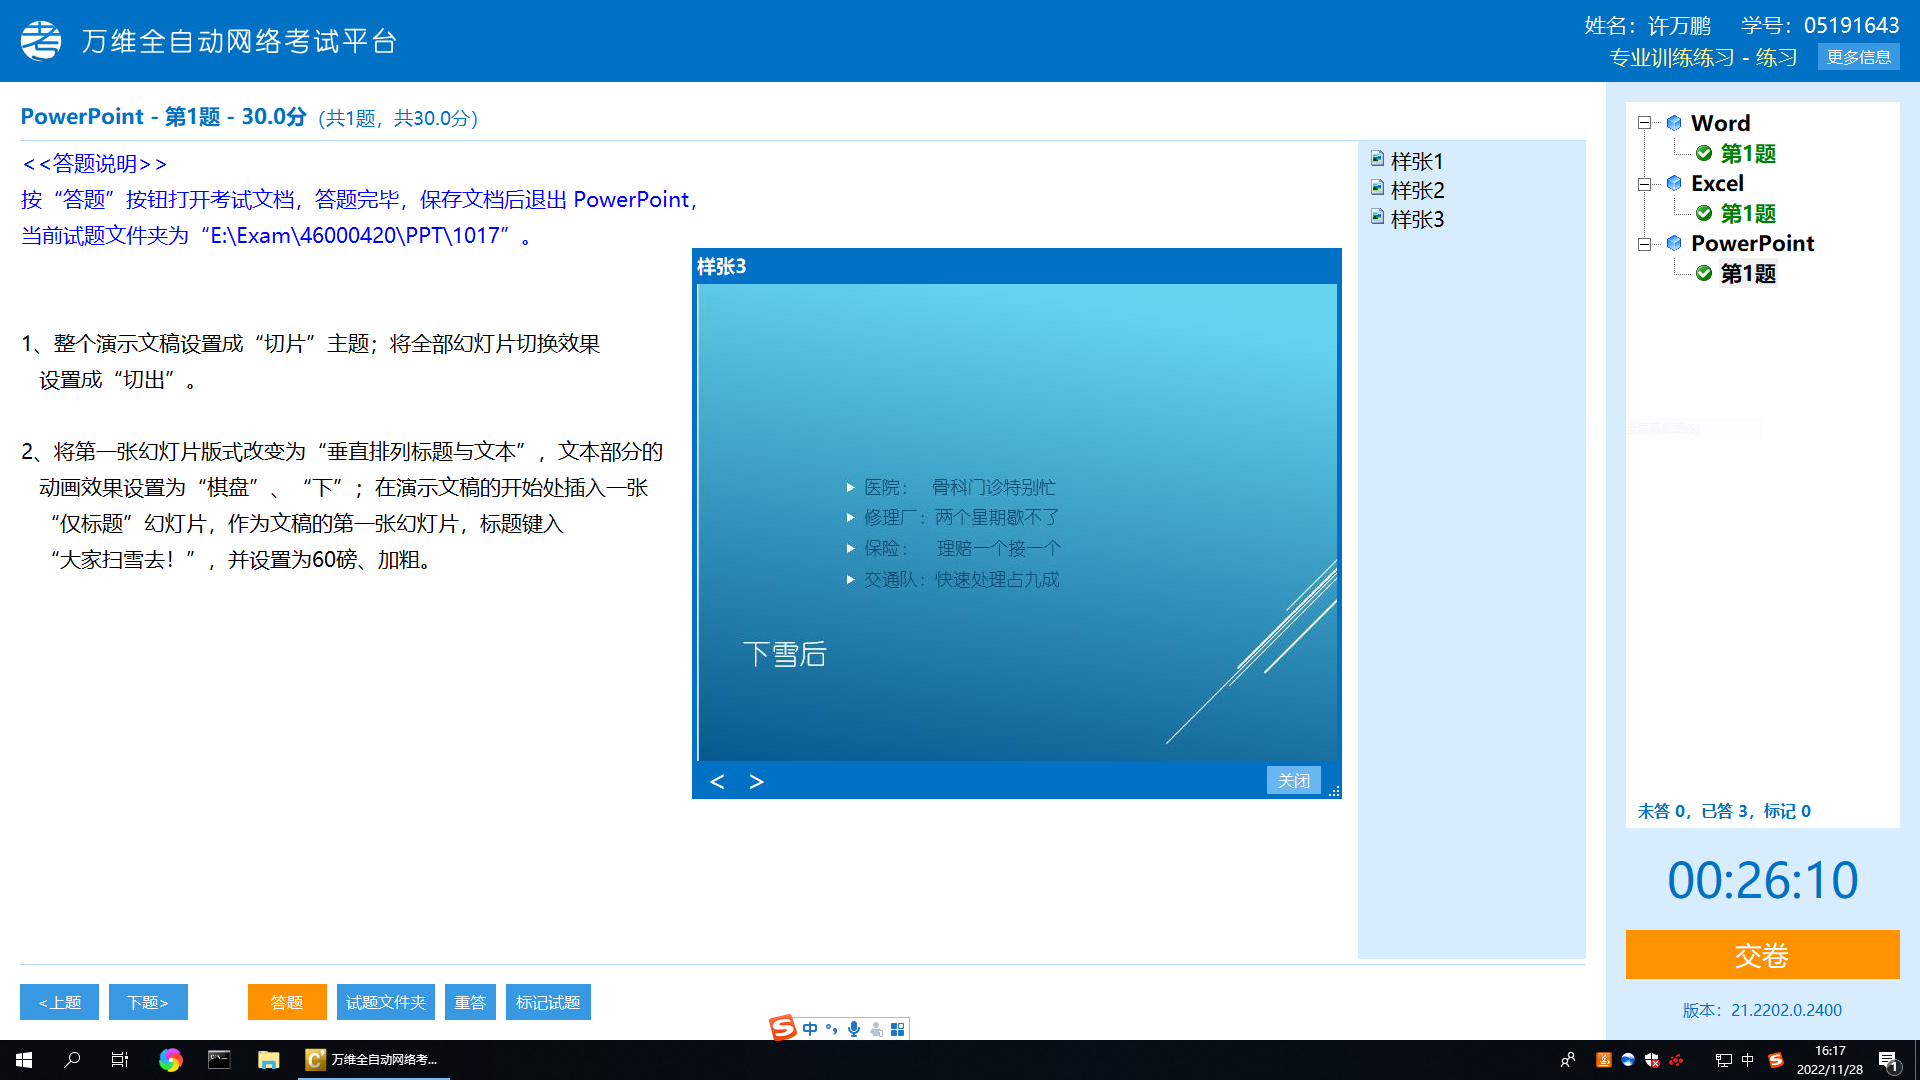 万维全自动网络考试平台
姓名：许万鹏 学号：05191643
专业训练练习 - 练习 更多信息
PowerPoint - 第1题 - 30.0分 (共1题，共30.0分)
<<答题说明>>
按“答题”按钮打开考试文档，答题完毕，保存文档后退出 PowerPoint，
当前试题文件夹为“E:\Exam\46000420\PPT\1017”。
1、整个演示文稿设置成“切片”主题；将全部幻灯片切换效果
设置成“切出”。
2、将第一张幻灯片版式改变为“垂直排列标题与文本”，文本部分的
动画效果设置为“棋盘”、“下”；在演示文稿的开始处插入一张
“仅标题”幻灯片，作为文稿的第一张幻灯片，标题键入
“大家扫雪去！”，并设置为60磅、加粗。
样张3
医院： 骨科门诊特别忙
修理厂：两个星期歇不了
保险： 理赔一个接一个
交通队：快速处理占九成
下雪后
< >
关闭
样张1
样张2
样张3
Word
第1题
Excel
第1题
PowerPoint
第1题
未答 0，已答 3，标记 0
00:26:10
交卷
版本：21.2202.0.2400
<上题 下题> 答题 试题文件夹 重答 标记试题
中
万维全自动网络考...
中
16:17
2022/11/28
1